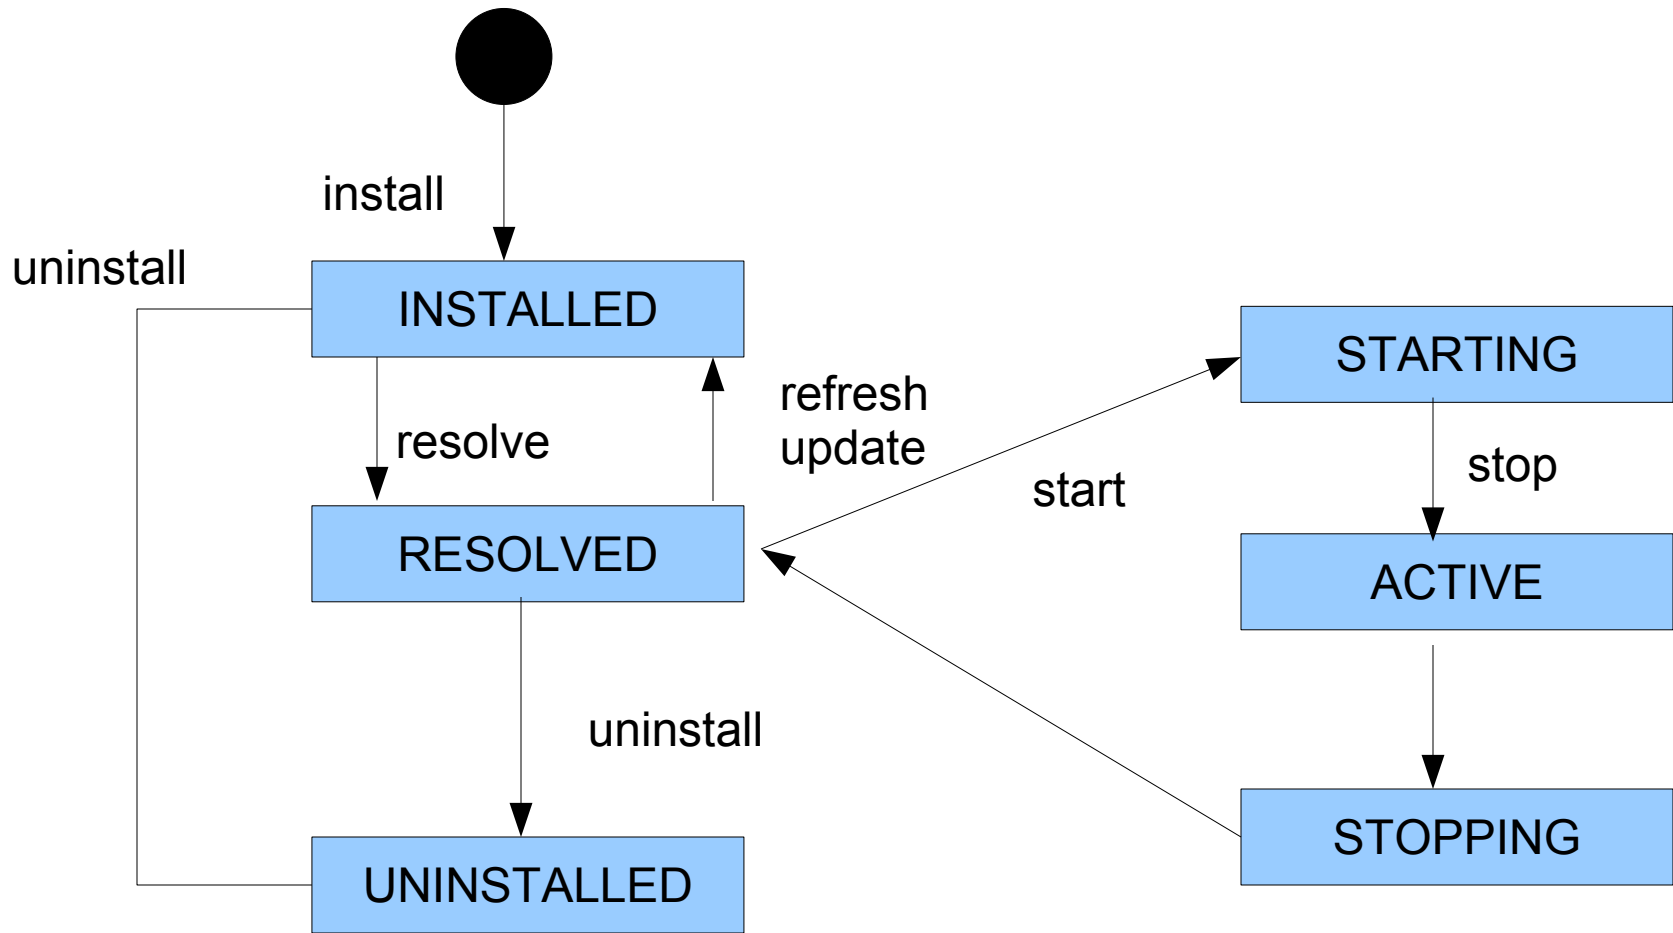 install
uninstall
INSTALLED
STARTING
refresh
update
resolve
stop
start
RESOLVED
ACTIVE
uninstall
STOPPING
UNINSTALLED